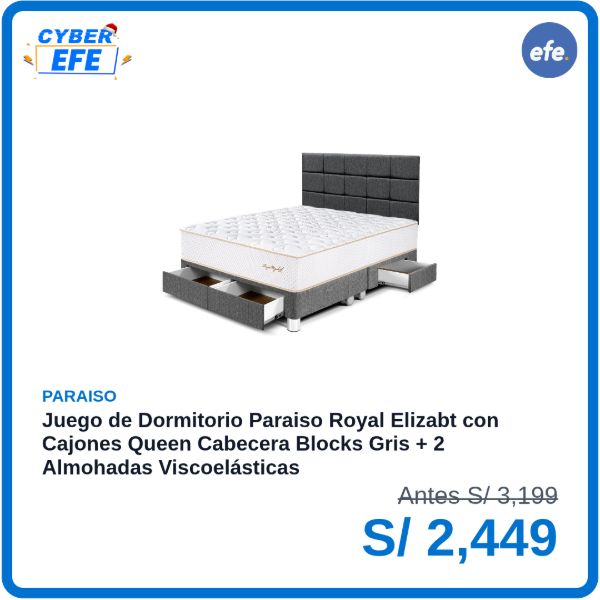 CYBER
EFE
efe.
PARAISO
Juego de Dormitorio Paraiso Royal Elizabt con
Cajones Queen Cabecera Blocks Gris + 2
Almohadas Viscoelásticas
Antes S/ 3,199
S/ 2,449